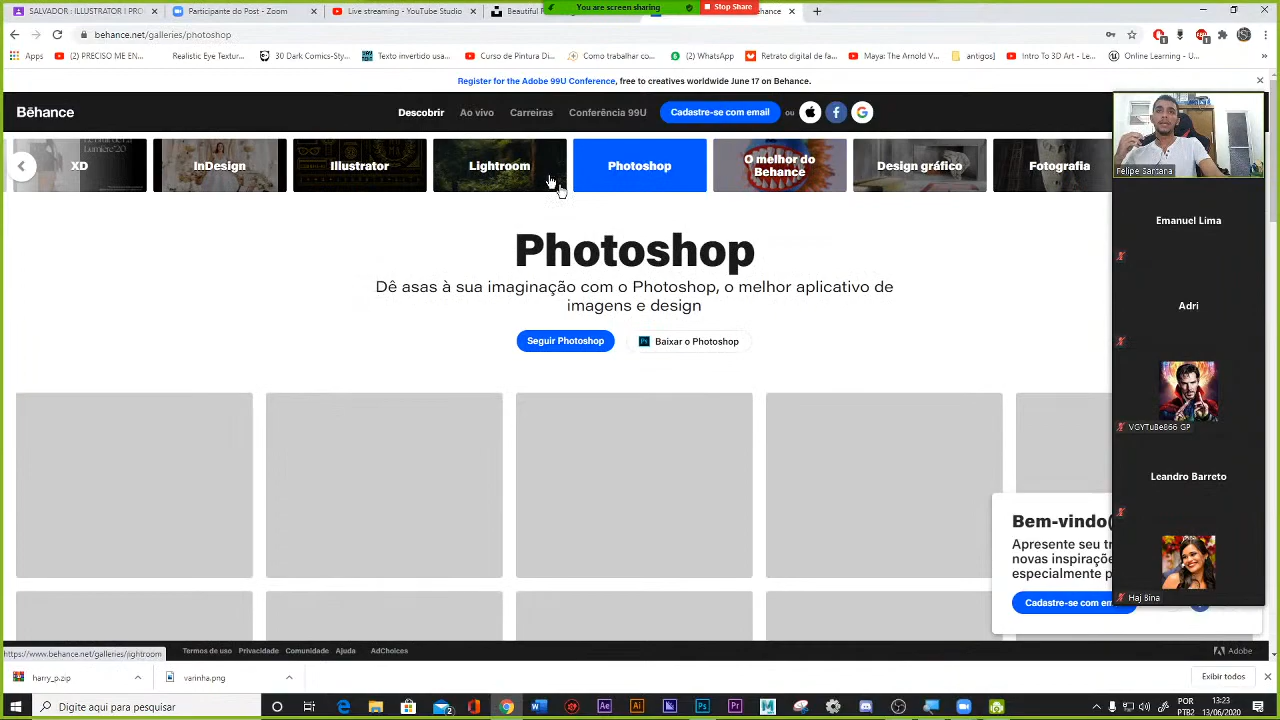 You are screen sharing
Stop Share
SALVADOR : ILLUSTRATOR I | PRO
Participante do Post - Zoom
Live streaming - YouTube Studio
Beautiful
behance.net/galleries/photoshop
Apps
(2) PRECISO ME EN...
Realistic Eye Textur...
30 Dark Comics-Sty...
Texto invertido usa...
Curso de Pintura Di...
Como trabalhar co...
(2) WhatsApp
Retrato digital de fa...
Maya: The Arnold V...
antigos]
Intro To 3D Art - Le...
Online Learning - U...
Register for the Adobe 99U Conference, free to creatives worldwide June 17 on Behance.
Bēhance
Descobrir
Ao vivo
Carreiras
Conferência 99U
Cadastre-se com email
ou
XD
InDesign
Illustrator
Lightroom
Photoshop
O melhor do
Behance
Design gráfico
Fotografia
Felipe Santana
Emanuel Lima
Adri
VGYTuBe866 GP
Leandro Barreto
Haj Bina
Photoshop
Dê asas à sua imaginação com o Photoshop, o melhor aplicativo de
imagens e design
Seguir Photoshop
Ps Baixar o Photoshop
Bem-vindo(
Apresente seu tr
novas inspiraçõe
especialmente p
Cadastre-se com em
https://www.behance.net/galleries/lightroom
Termos de uso
Privacidade
Comunidade
Ajuda
AdChoices
Adobe
harry_p.zip
varinha.png
Exibir todos
Digite aqui para pesquisar
POR
PTB2
13:23
13/06/2020